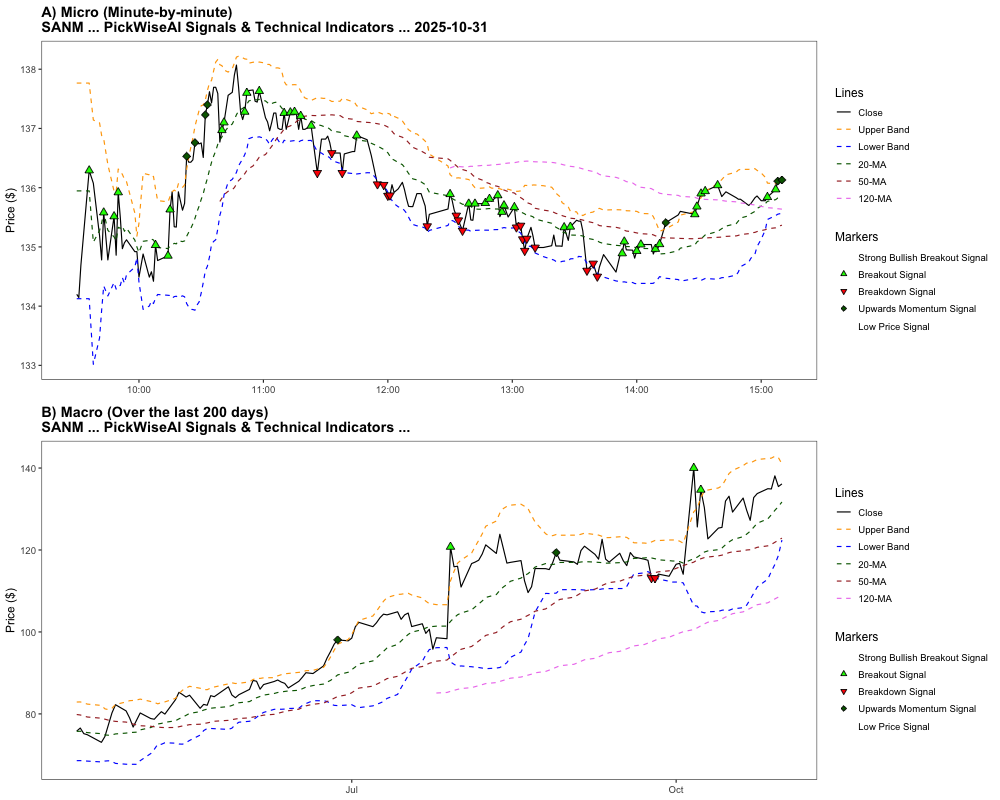 A) Micro (Minute-by-minute)
SANM ... PickWiseAI Signals & Technical Indicators ... 2025-10-31
Price ($)
138
137
136
135
134
133
10:00
11:00
12:00
13:00
14:00
15:00
Lines
Close
Upper Band
Lower Band
20-MA
50-MA
120-MA
Markers
Strong Bullish Breakout Signal
Breakout Signal
Breakdown Signal
Upwards Momentum Signal
Low Price Signal
B) Macro (Over the last 200 days)
SANM ... PickWiseAI Signals & Technical Indicators ...
Price ($)
140
120
100
80
Jul
Oct
Lines
Close
Upper Band
Lower Band
20-MA
50-MA
120-MA
Markers
Strong Bullish Breakout Signal
Breakout Signal
Breakdown Signal
Upwards Momentum Signal
Low Price Signal